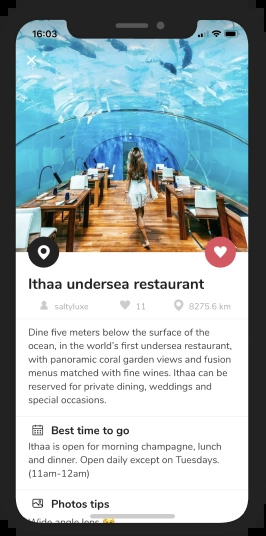 16:03
Ithaa undersea restaurant
saltyluxe 11 8275.6 km
Dine five meters below the surface of the
ocean, in the world's first undersea restaurant,
with panoramic coral garden views and fusion
menus matched with fine wines. Ithaa can be
reserved for private dining, weddings and
special occasions.
Best time to go
Ithaa is open for morning champagne, lunch
and dinner. Open daily except on Tuesdays.
(11am-12am)
Photos tips
Wide angle lens 😄